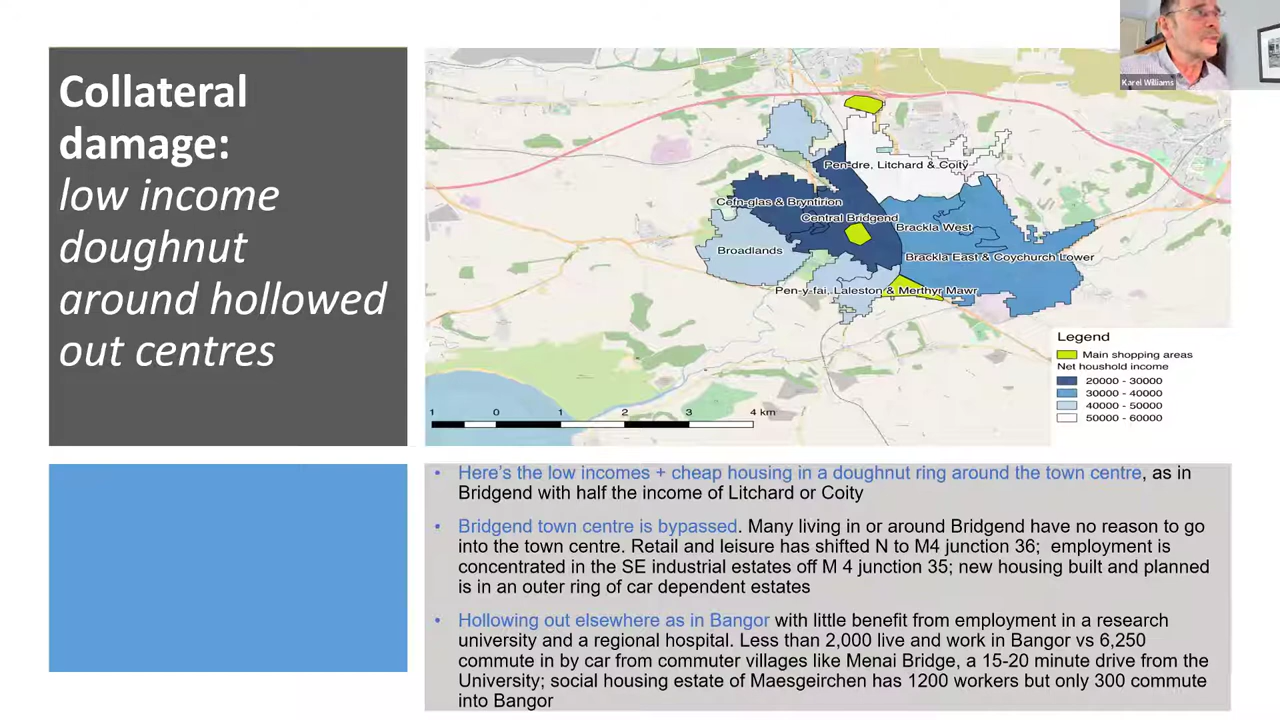 Karel Williams
Collateral
damage:
low income
doughnut
around hollowed
out centres
Pen-dre, Litchard & Coity
Cefn-glas & Bryntirion
Central Bridgend
Brackla West
Broadlands
Brackla East & Coychurch Lower
Pen-y-fai, Laleston & Merthyr Mawr
Legend
Main shopping areas
Net houshold income
20000 - 30000
30000 - 40000
40000 - 50000
50000 - 60000
1 0 1 2 3 4 km
• Here's the low incomes + cheap housing in a doughnut ring around the town centre, as in
Bridgend with half the income of Litchard or Coity
• Bridgend town centre is bypassed. Many living in or around Bridgend have no reason to go
into the town centre. Retail and leisure has shifted N to M4 junction 36; employment is
concentrated in the SE industrial estates off M 4 junction 35; new housing built and planned
is in an outer ring of car dependent estates
• Hollowing out elsewhere as in Bangor with little benefit from employment in a research
university and a regional hospital. Less than 2,000 live and work in Bangor vs 6,250
commute in by car from commuter villages like Menai Bridge, a 15-20 minute drive from the
University; social housing estate of Maesgeirchen has 1200 workers but only 300 commute
into Bangor